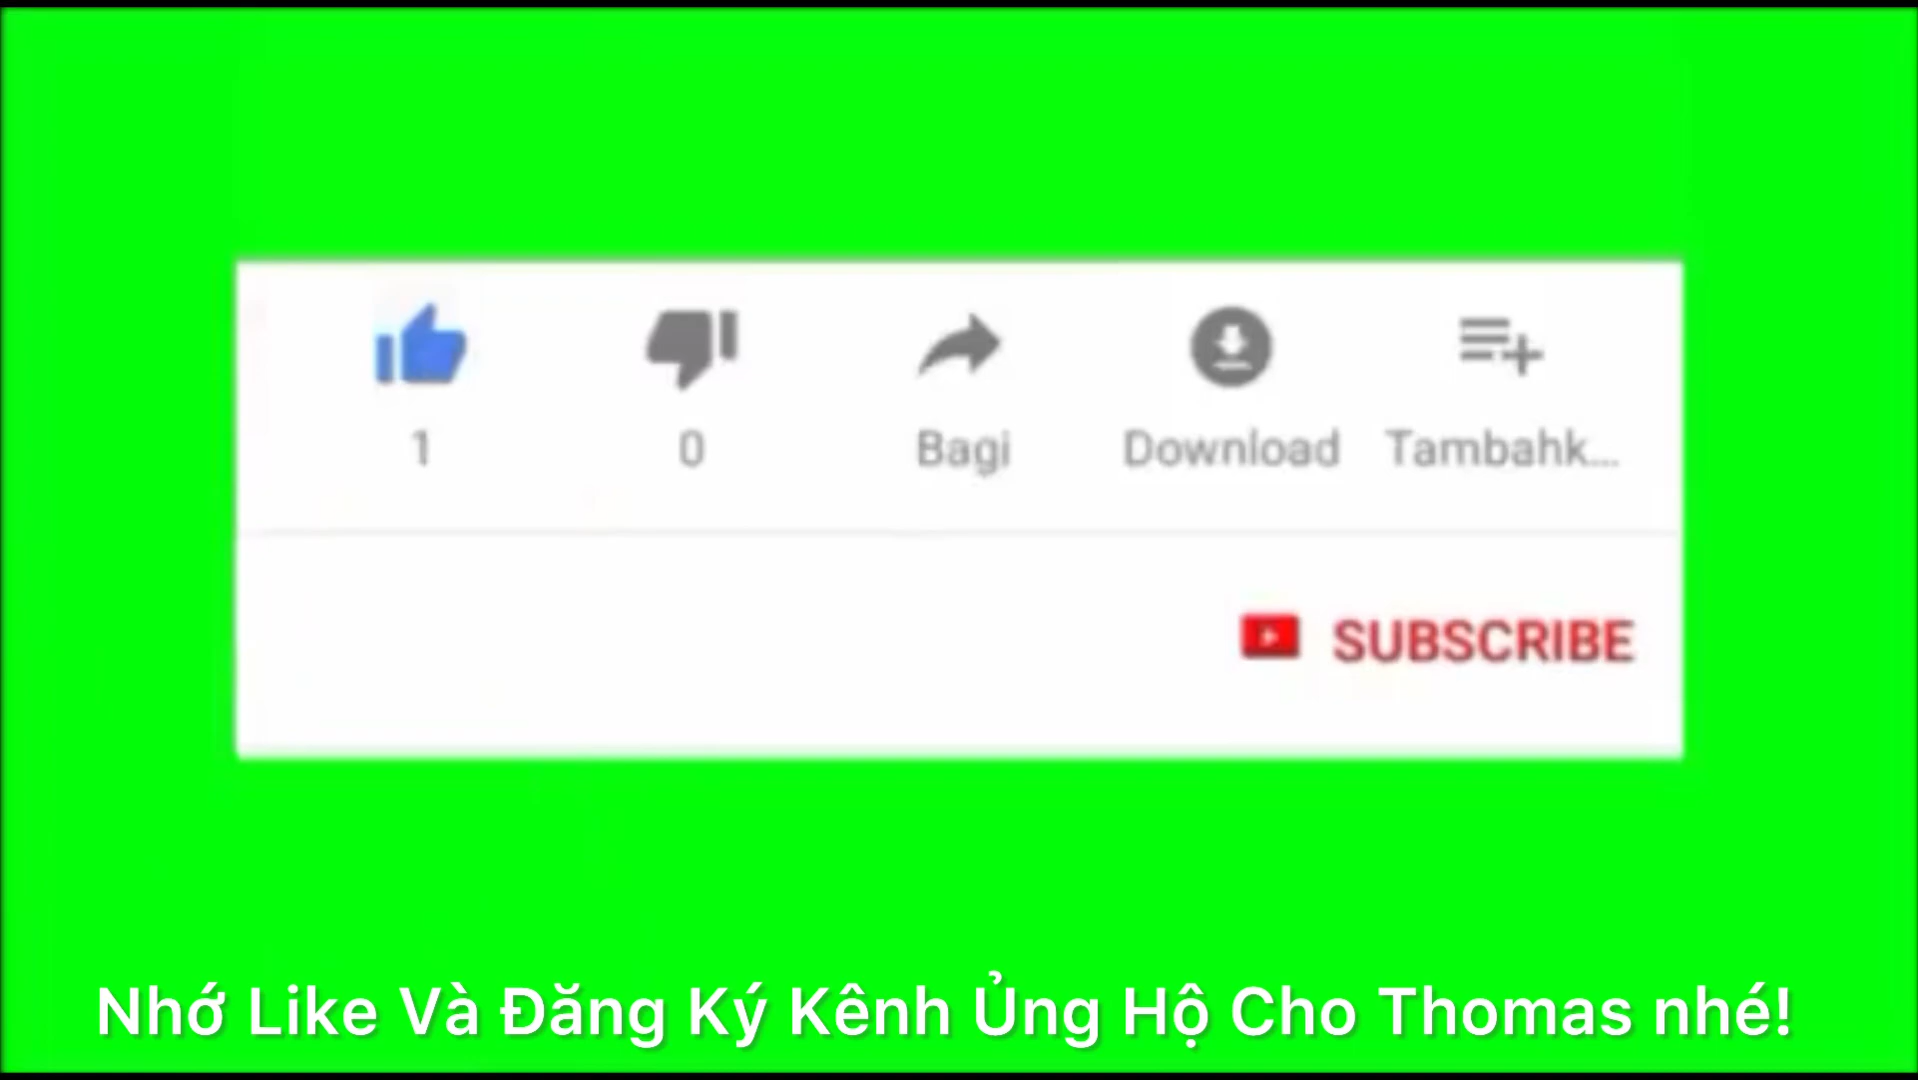 1 0 Bagi Download Tambahk...
SUBSCRIBE
Nhớ Like Và Đăng Ký Kênh Ủng Hộ Cho Thomas nhé!